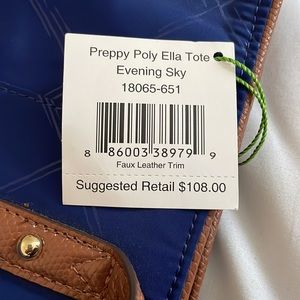 Preppy Poly Ella Tote
Evening Sky
18065-651
8 86003 38979 9
Faux Leather Trim
Suggested Retail $108.00